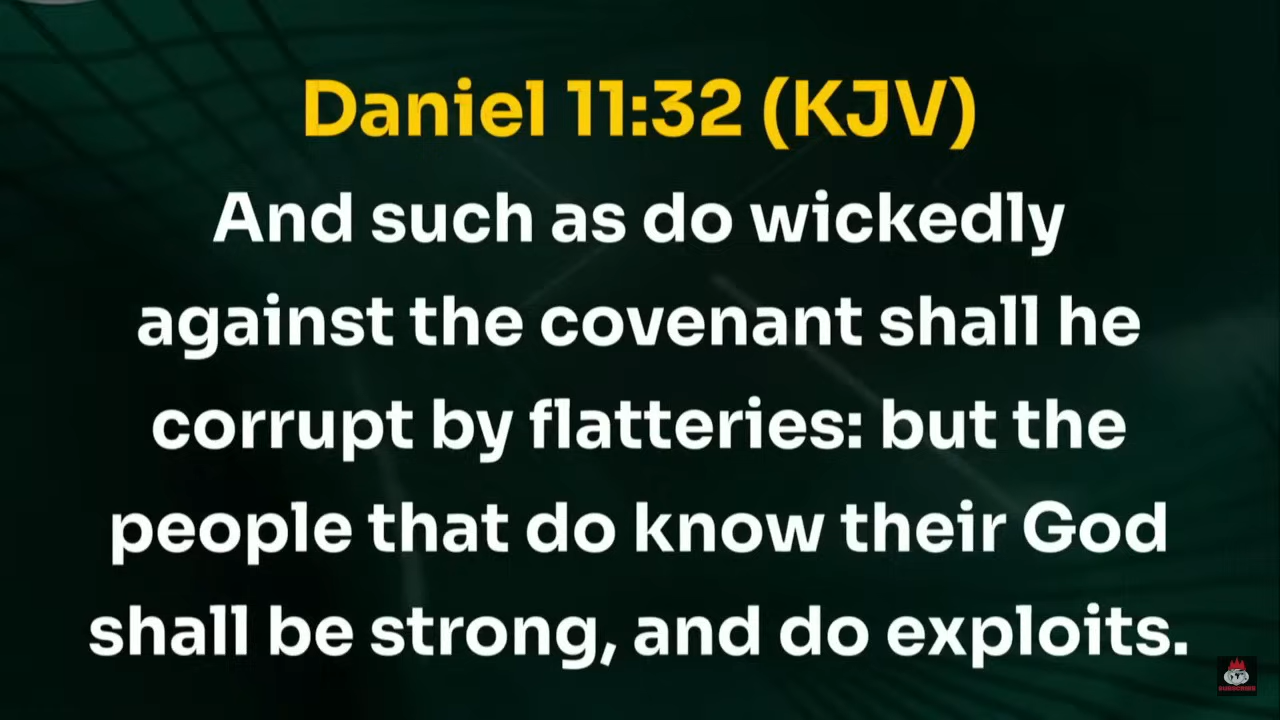 Daniel 11:32 (KJV)
And such as do wickedly
against the covenant shall he
corrupt by flatteries: but the
people that do know their God
shall be strong, and do exploits.
SUBSCRIBE